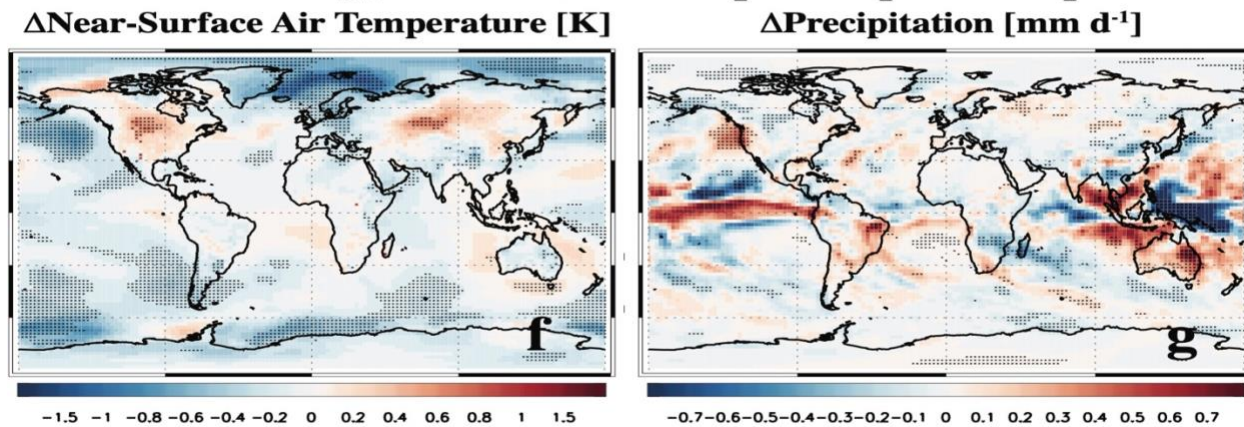 ΔNear-Surface Air Temperature [K]
ΔPrecipitation [mm d⁻¹]
f
g
-1.5 -1 -0.8 -0.6 -0.4 -0.2 0 0.2 0.4 0.6 0.8 1 1.5
-0.7-0.6-0.5-0.4-0.3-0.2-0.1 0 0.1 0.2 0.3 0.4 0.5 0.6 0.7